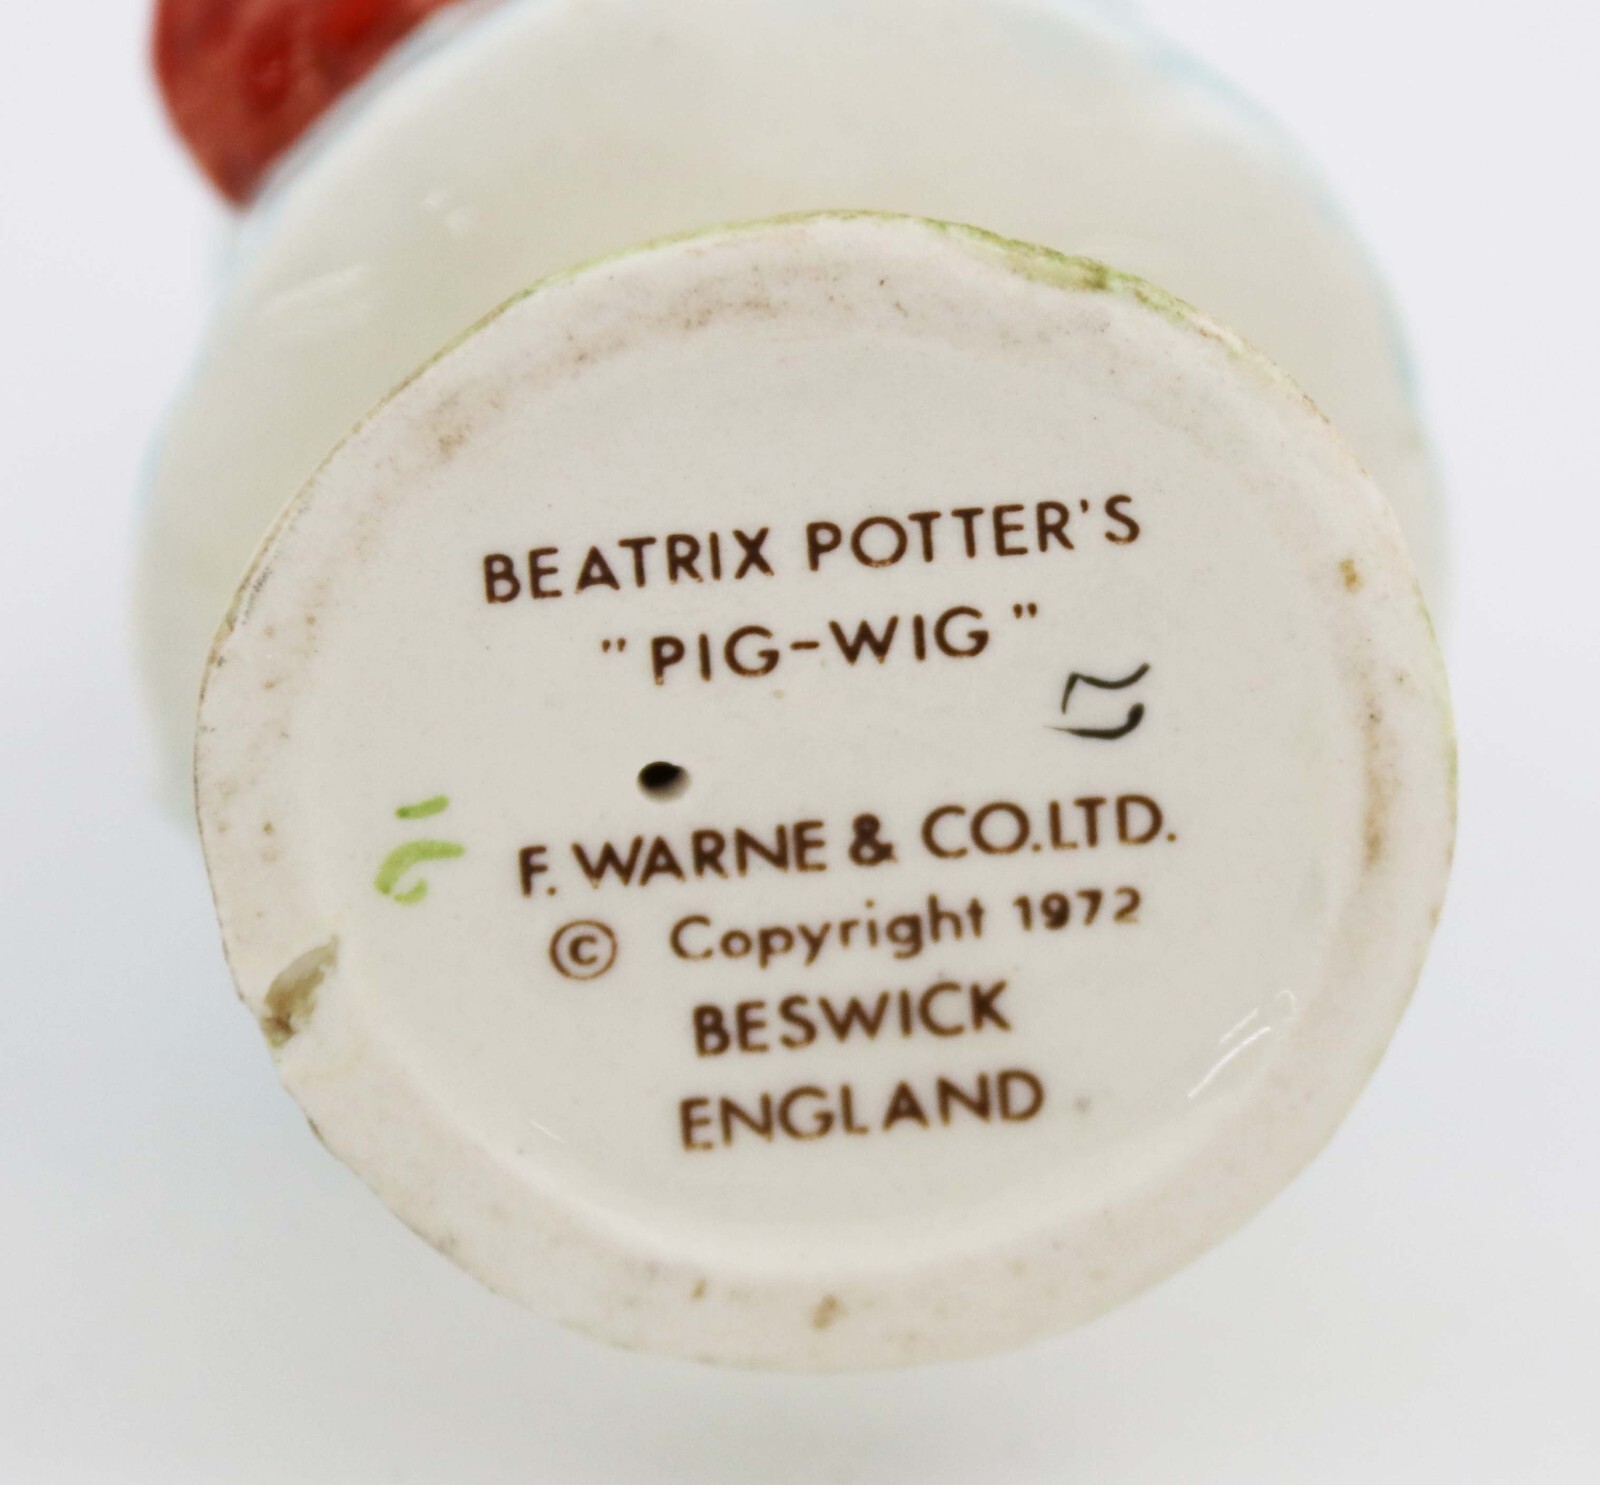 BEATRIX POTTER'S
"PIG-WIG"
F. WARNE & CO.LTD.
© Copyright 1972
BESWICK
ENGLAND